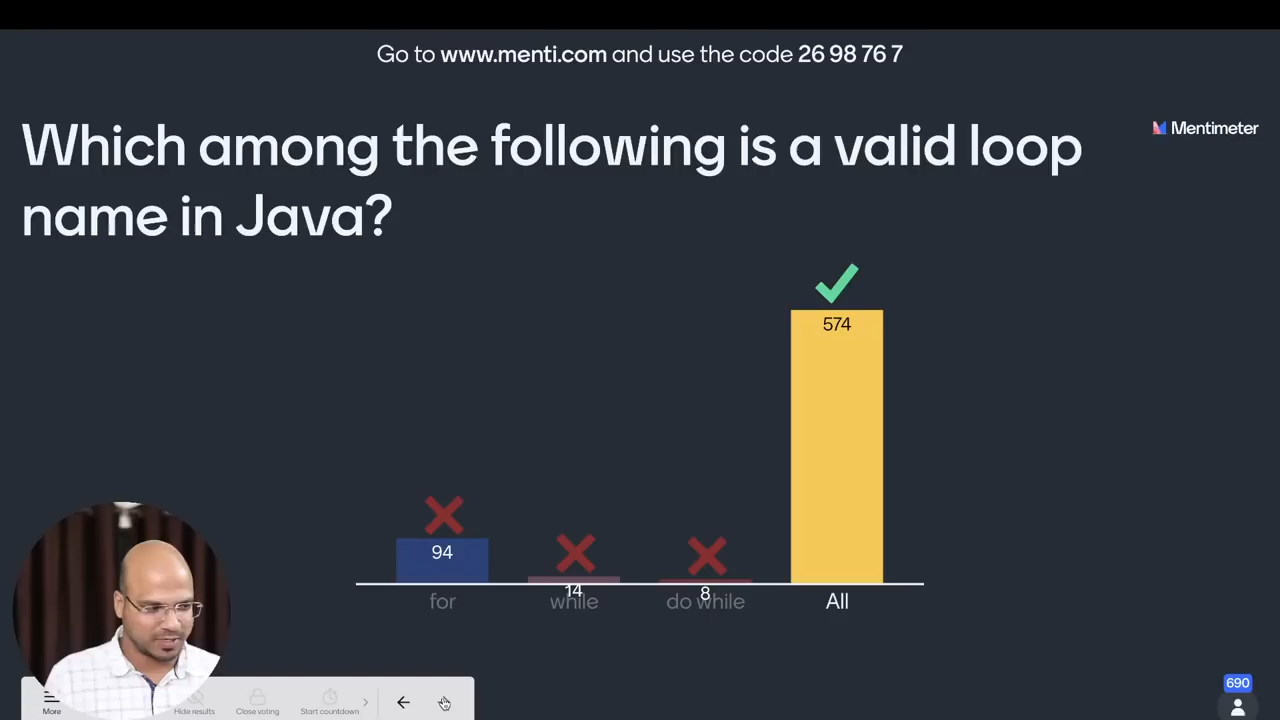 Go to www.menti.com and use the code 26 98 76 7
Mentimeter
Which among the following is a valid loop
name in Java?
574
94
14
8
for
while
do while
All
690
More
Hide results
Close voting
Start countdown